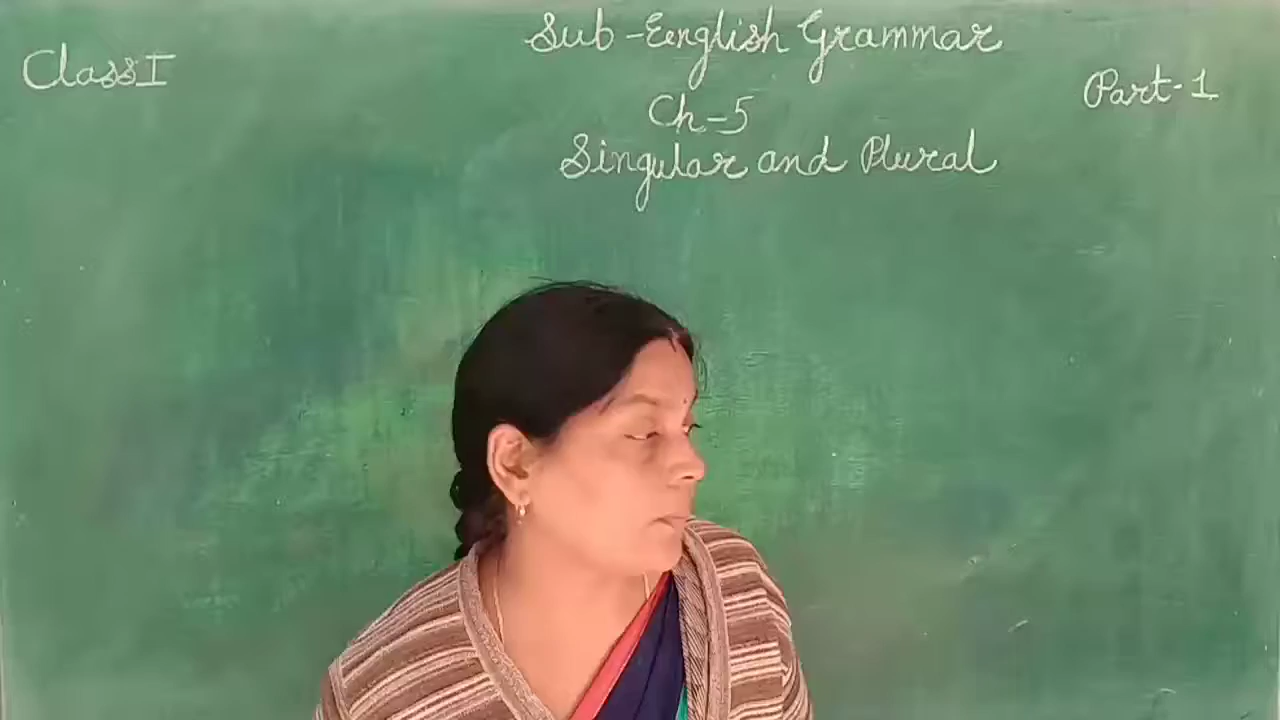 Sub-English Grammar
Class I
Part-1
Ch-5
Singular and Plural